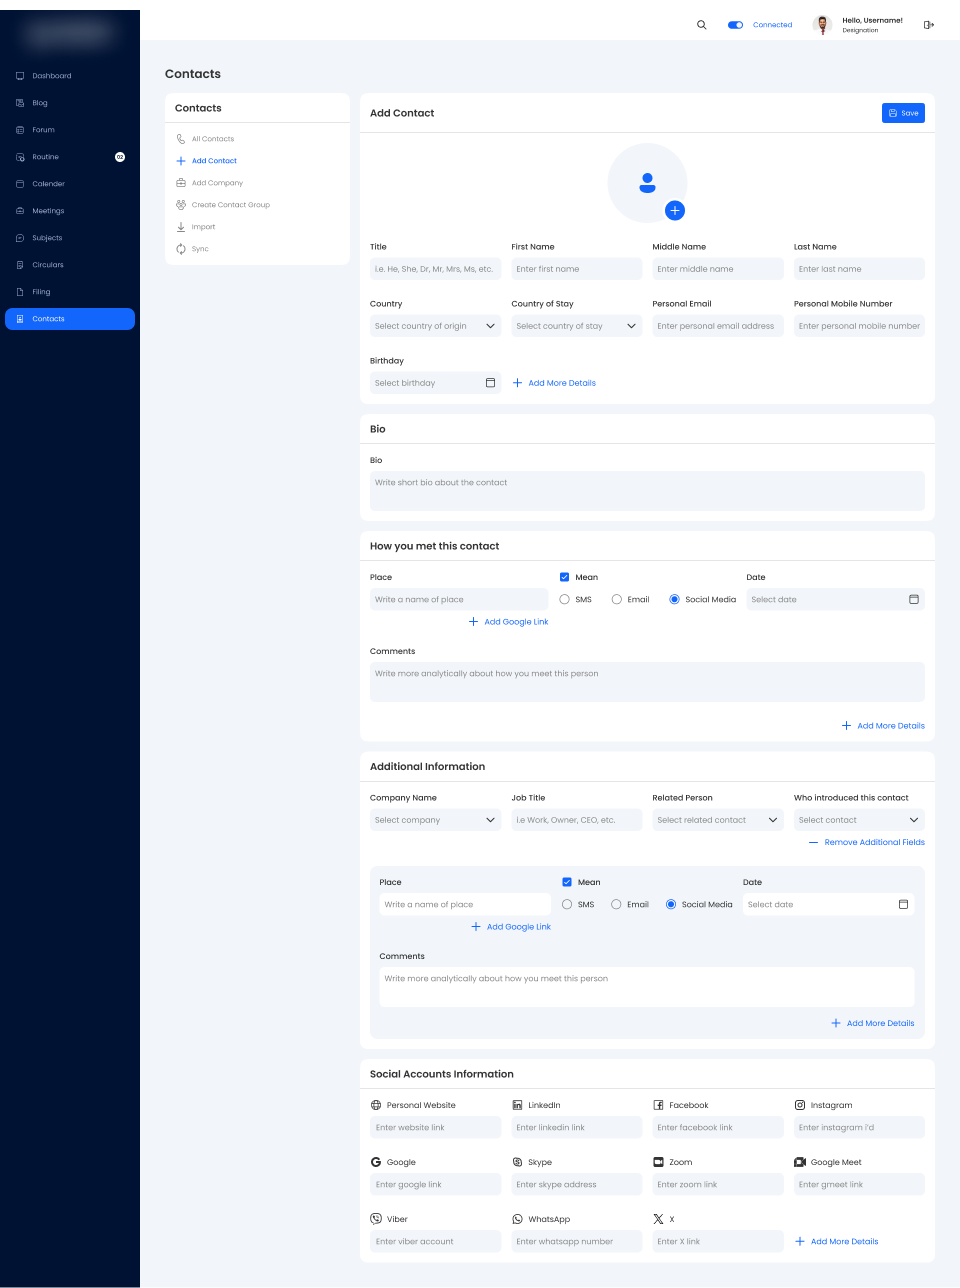 Connected
Hello, Username!
Designation
Dashboard
Blog
Forum
Routine 02
Calender
Meetings
Subjects
Circulars
Filing
Contacts
Contacts
Contacts
All Contacts
Add Contact
Add Company
Create Contact Group
Import
Sync
Add Contact
Save
Title First Name Middle Name Last Name
i.e. He, She, Dr, Mr, Mrs, Ms, etc. Enter first name Enter middle name Enter last name
Country Country of Stay Personal Email Personal Mobile Number
Select country of origin Select country of stay Enter personal email address Enter personal mobile number
Birthday
Select birthday Add More Details
Bio
Bio
Write short bio about the contact
How you met this contact
Place Mean Date
Write a name of place SMS Email Social Media Select date
Add Google Link
Comments
Write more analytically about how you meet this person
Add More Details
Additional Information
Company Name Job Title Related Person Who introduced this contact
Select company i.e Work, Owner, CEO, etc. Select related contact Select contact
Remove Additional Fields
Place Mean Date
Write a name of place SMS Email Social Media Select date
Add Google Link
Comments
Write more analytically about how you meet this person
Add More Details
Social Accounts Information
Personal Website LinkedIn Facebook Instagram
Enter website link Enter linkedin link Enter facebook link Enter instagram i'd
Google Skype Zoom Google Meet
Enter google link Enter skype address Enter zoom link Enter gmeet link
Viber WhatsApp X
Enter viber account Enter whatsapp number Enter X link Add More Details